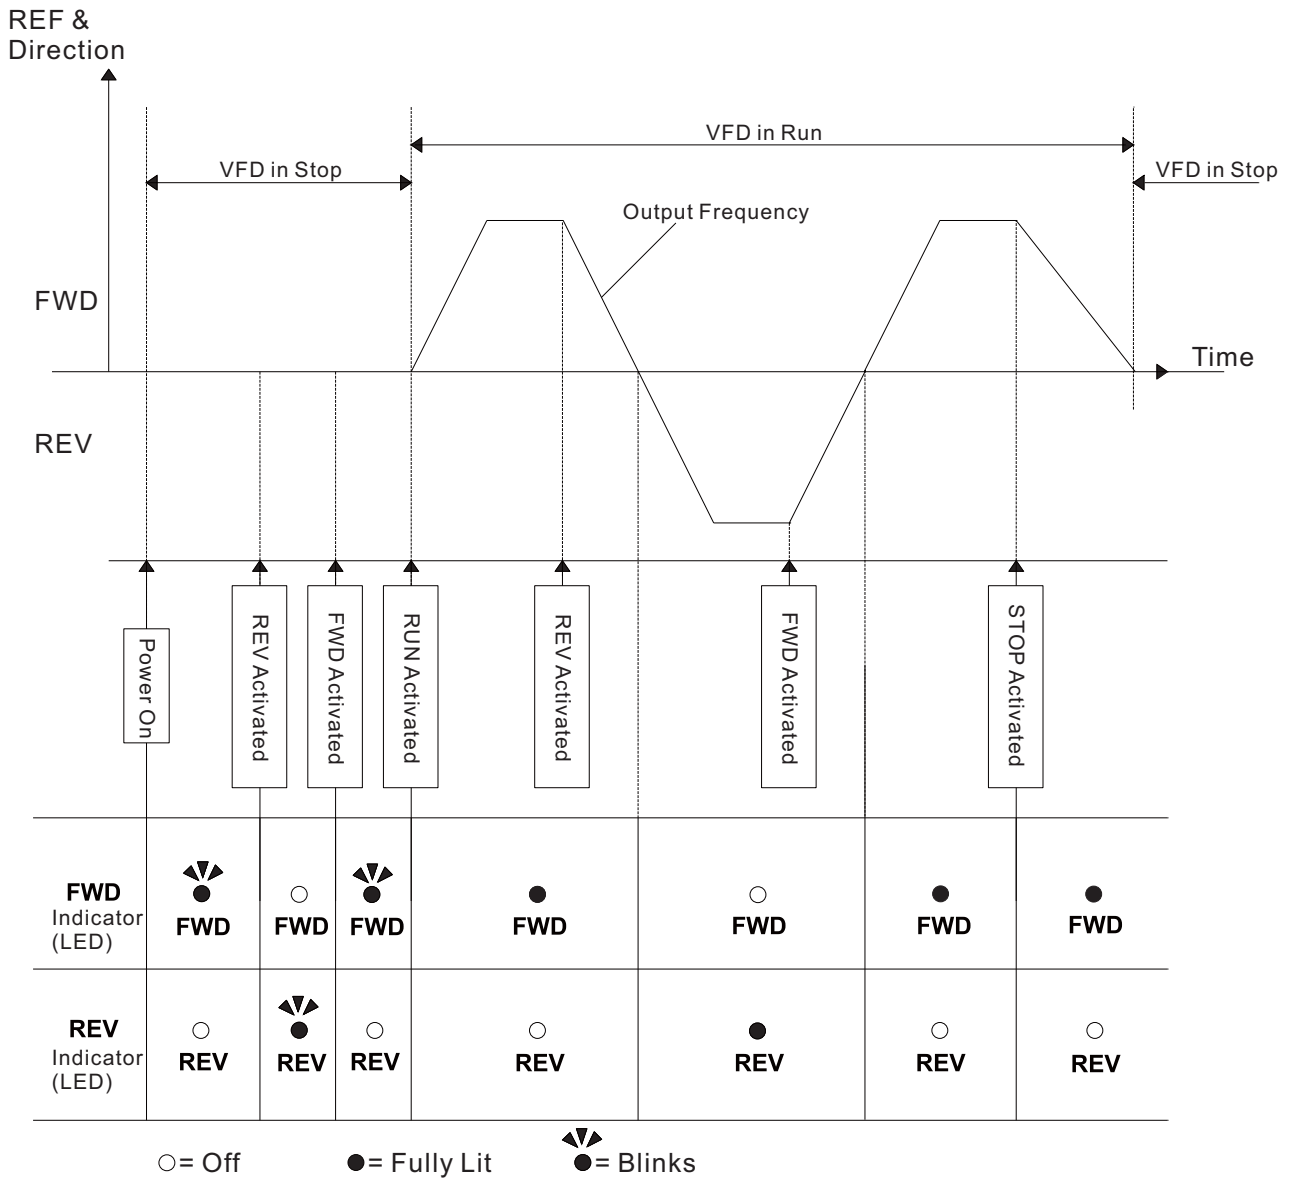 REF &
Direction
VFD in Run
VFD in Stop
VFD in Stop
Output Frequency
FWD
Time
REV
Power On
REV Activated
FWD Activated
RUN Activated
REV Activated
FWD Activated
STOP Activated
FWD
Indicator
(LED)
FWD
FWD
FWD
FWD
FWD
FWD
FWD
REV
Indicator
(LED)
REV
REV
REV
REV
REV
REV
REV
= Off
= Fully Lit
= Blinks